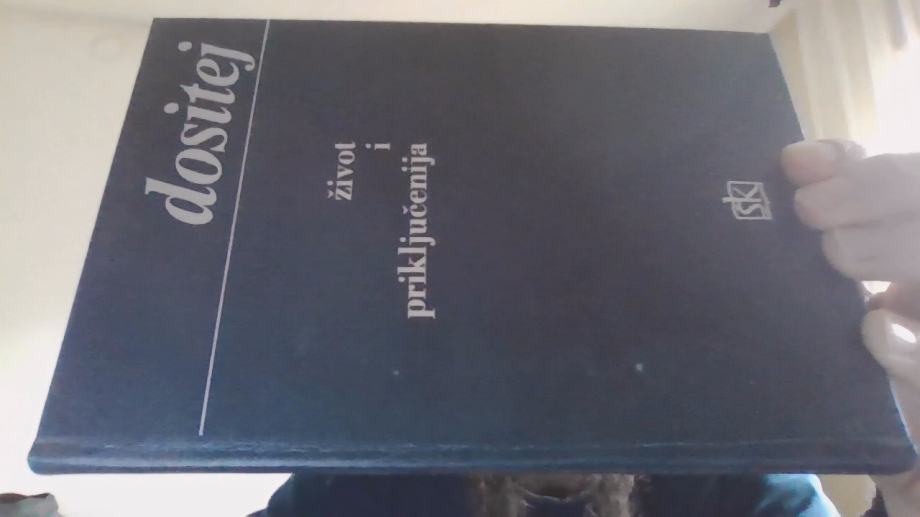 dositej
život
i
priključenija
sk